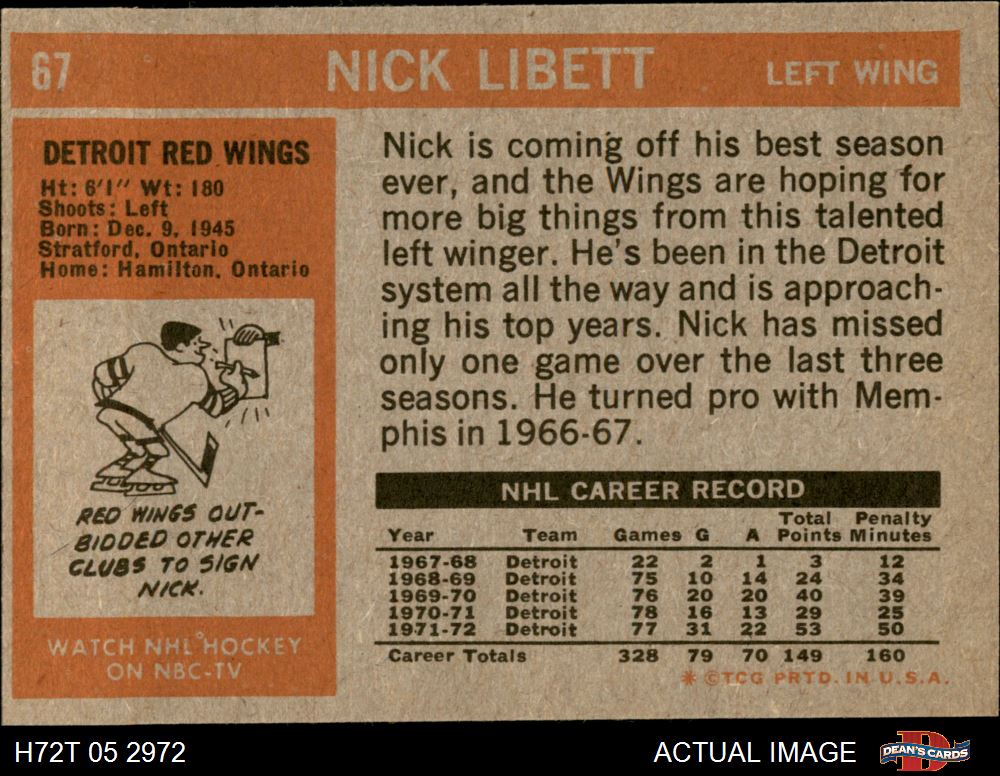 67 NICK LIBETT LEFT WING
DETROIT RED WINGS
Ht: 6'1" Wt: 180
Shoots: Left
Born: Dec. 9, 1945
Stratford, Ontario
Home: Hamilton, Ontario
RED WINGS OUT-
BIDDED OTHER
CLUBS TO SIGN
NICK.
WATCH NHL HOCKEY
ON NBC-TV
Nick is coming off his best season
ever, and the Wings are hoping for
more big things from this talented
left winger. He's been in the Detroit
system all the way and is approach-
ing his top years. Nick has missed
only one game over the last three
seasons. He turned pro with Mem-
phis in 1966-67.
NHL CAREER RECORD
Year Team Games G A Total Points Penalty Minutes
1967-68 Detroit 22 2 1 3 12
1968-69 Detroit 75 10 14 24 34
1969-70 Detroit 76 20 20 40 39
1970-71 Detroit 78 16 13 29 25
1971-72 Detroit 77 31 22 53 50
Career Totals 328 79 70 149 160
* ©TCG PRTD. IN U.S.A.
H72T 05 2972 ACTUAL IMAGE DEAN'S CARDS